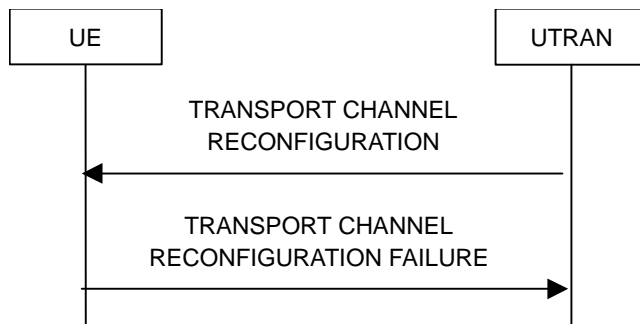 UE
UTRAN
TRANSPORT CHANNEL
RECONFIGURATION
TRANSPORT CHANNEL
RECONFIGURATION FAILURE